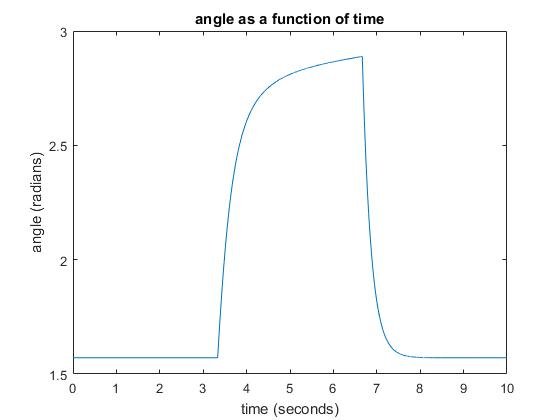 angle as a function of time
3
2.5
2
1.5
angle (radians)
0 1 2 3 4 5 6 7 8 9 10
time (seconds)